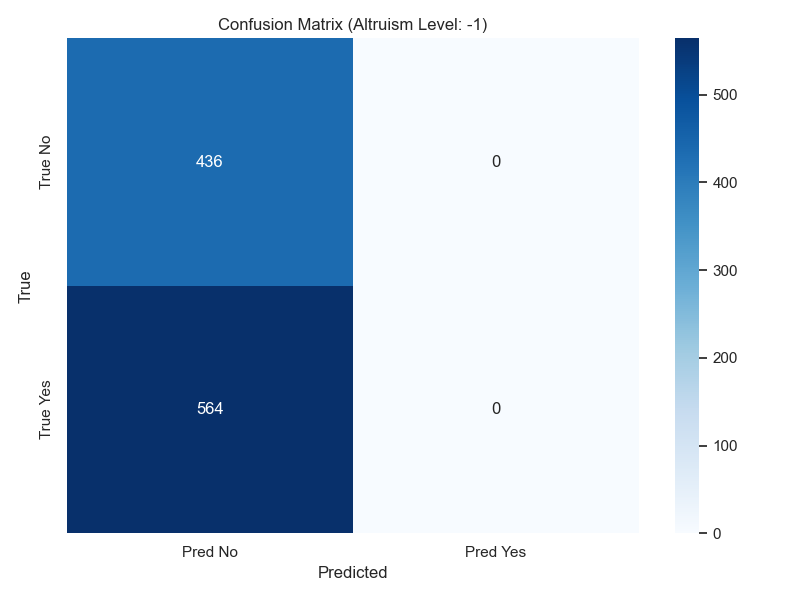 Confusion Matrix (Altruism Level: -1)
True
True No
True Yes
436
0
564
0
Pred No
Pred Yes
Predicted
500
400
300
200
100
0